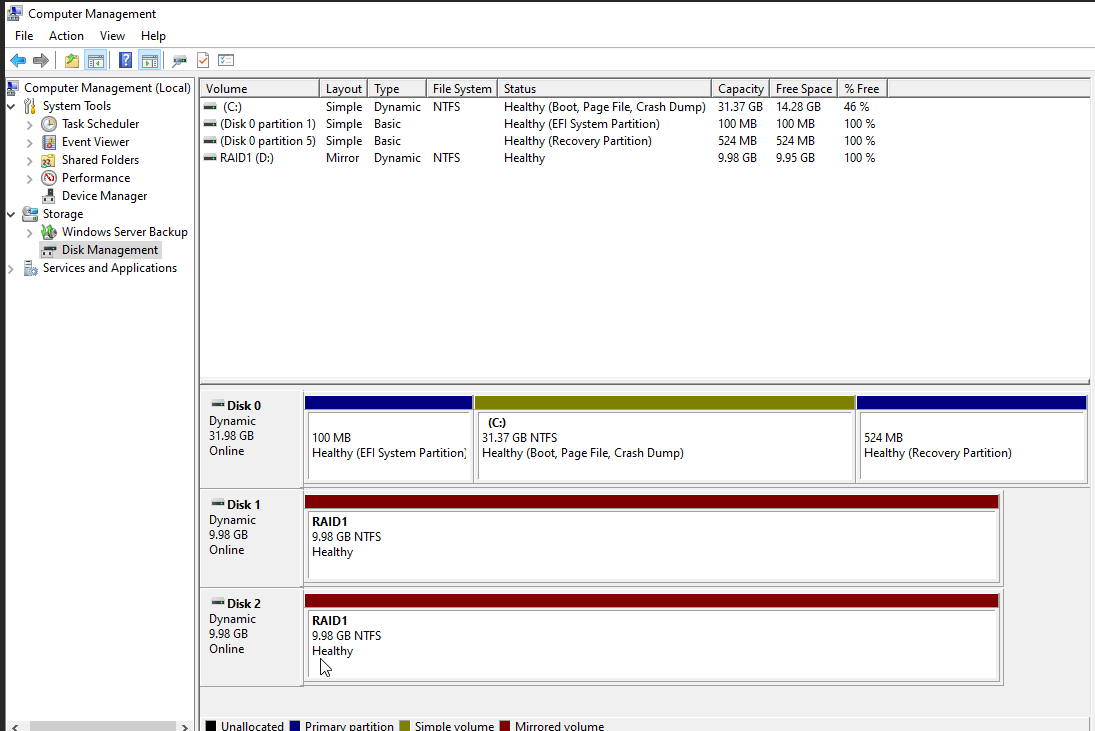 Computer Management
File Action View Help
Computer Management (Local)
System Tools
Task Scheduler
Event Viewer
Shared Folders
Performance
Device Manager
Storage
Windows Server Backup
Disk Management
Services and Applications
Volume Layout Type File System Status Capacity Free Space % Free
(C:) Simple Dynamic NTFS Healthy (Boot, Page File, Crash Dump) 31.37 GB 14.28 GB 46 %
(Disk 0 partition 1) Simple Basic Healthy (EFI System Partition) 100 MB 100 MB 100 %
(Disk 0 partition 5) Simple Basic Healthy (Recovery Partition) 524 MB 524 MB 100 %
RAID1 (D:) Mirror Dynamic NTFS Healthy 9.98 GB 9.95 GB 100 %
Disk 0
Dynamic
31.98 GB
Online
100 MB
Healthy (EFI System Partition)
(C:)
31.37 GB NTFS
Healthy (Boot, Page File, Crash Dump)
524 MB
Healthy (Recovery Partition)
Disk 1
Dynamic
9.98 GB
Online
RAID1
9.98 GB NTFS
Healthy
Disk 2
Dynamic
9.98 GB
Online
RAID1
9.98 GB NTFS
Healthy
Unallocated Primary partition Simple volume Mirrored volume